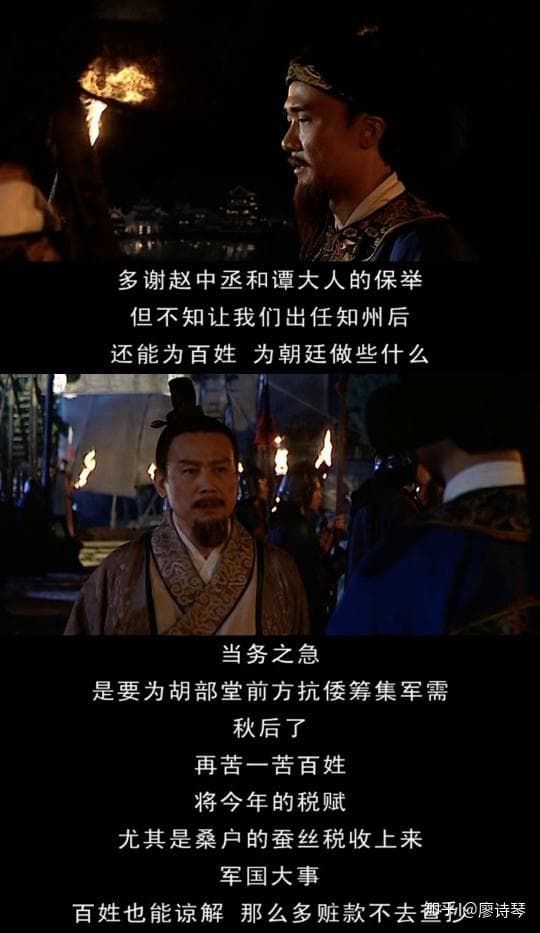 多谢赵中丞和谭大人的保举
但不知让我们出任知州后
还能为百姓 为朝廷做些什么
当务之急
是要为胡部堂前方抗倭筹集军需
秋后了
再苦一苦百姓
将今年的税赋
尤其是桑户的蚕丝税收上来
军国大事
百姓也能谅解 那么多赃款不去查抄
知乎 @廖诗琴